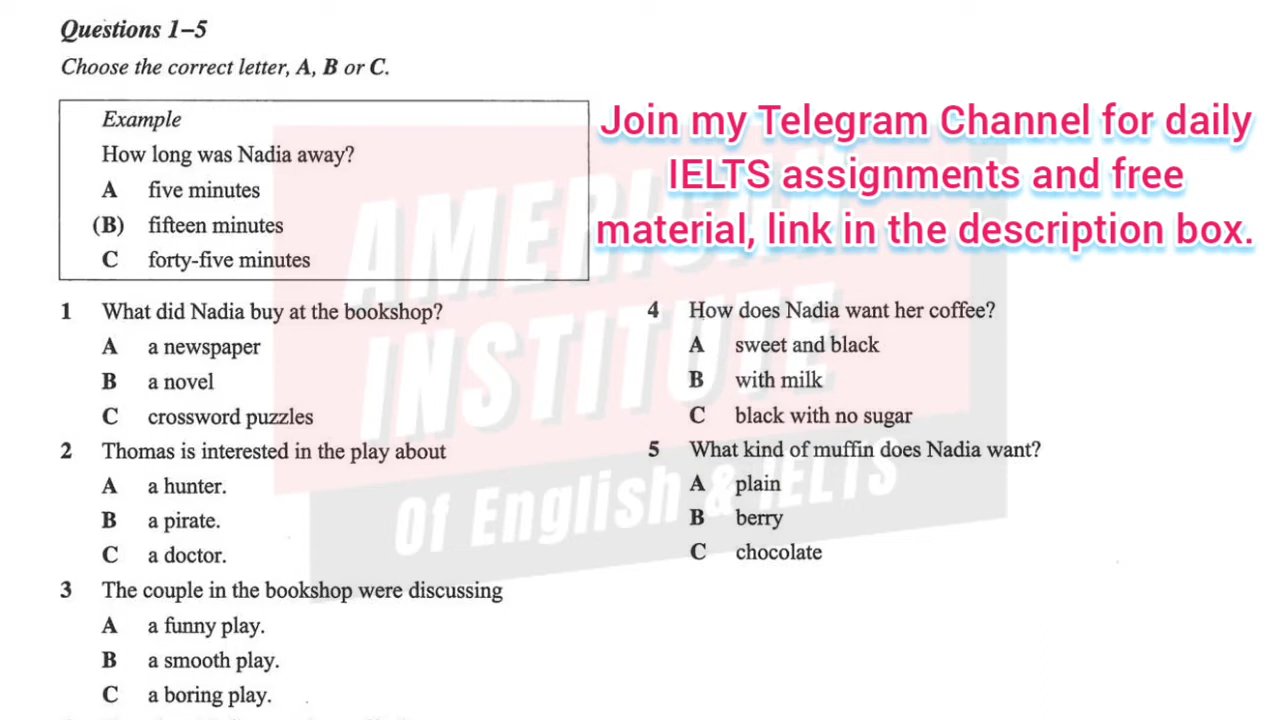 Questions 1–5
Choose the correct letter, A, B or C.
Example
How long was Nadia away?
A five minutes
(B) fifteen minutes
C forty-five minutes
Join my Telegram Channel for daily
IELTS assignments and free
material, link in the description box.
1 What did Nadia buy at the bookshop?
A a newspaper
B a novel
C crossword puzzles
2 Thomas is interested in the play about
A a hunter.
B a pirate.
C a doctor.
3 The couple in the bookshop were discussing
A a funny play.
B a smooth play.
C a boring play.
4 How does Nadia want her coffee?
A sweet and black
B with milk
C black with no sugar
5 What kind of muffin does Nadia want?
A plain
B berry
C chocolate
AMERICAN
INSTITUTE
Of English & IELTS